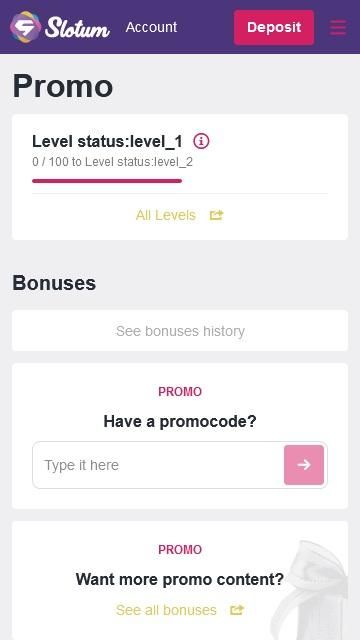 Slotum
Account
Deposit
Promo
Level status:level_1
0 / 100 to Level status:level_2
All Levels
Bonuses
See bonuses history
PROMO
Have a promocode?
Type it here
PROMO
Want more promo content?
See all bonuses